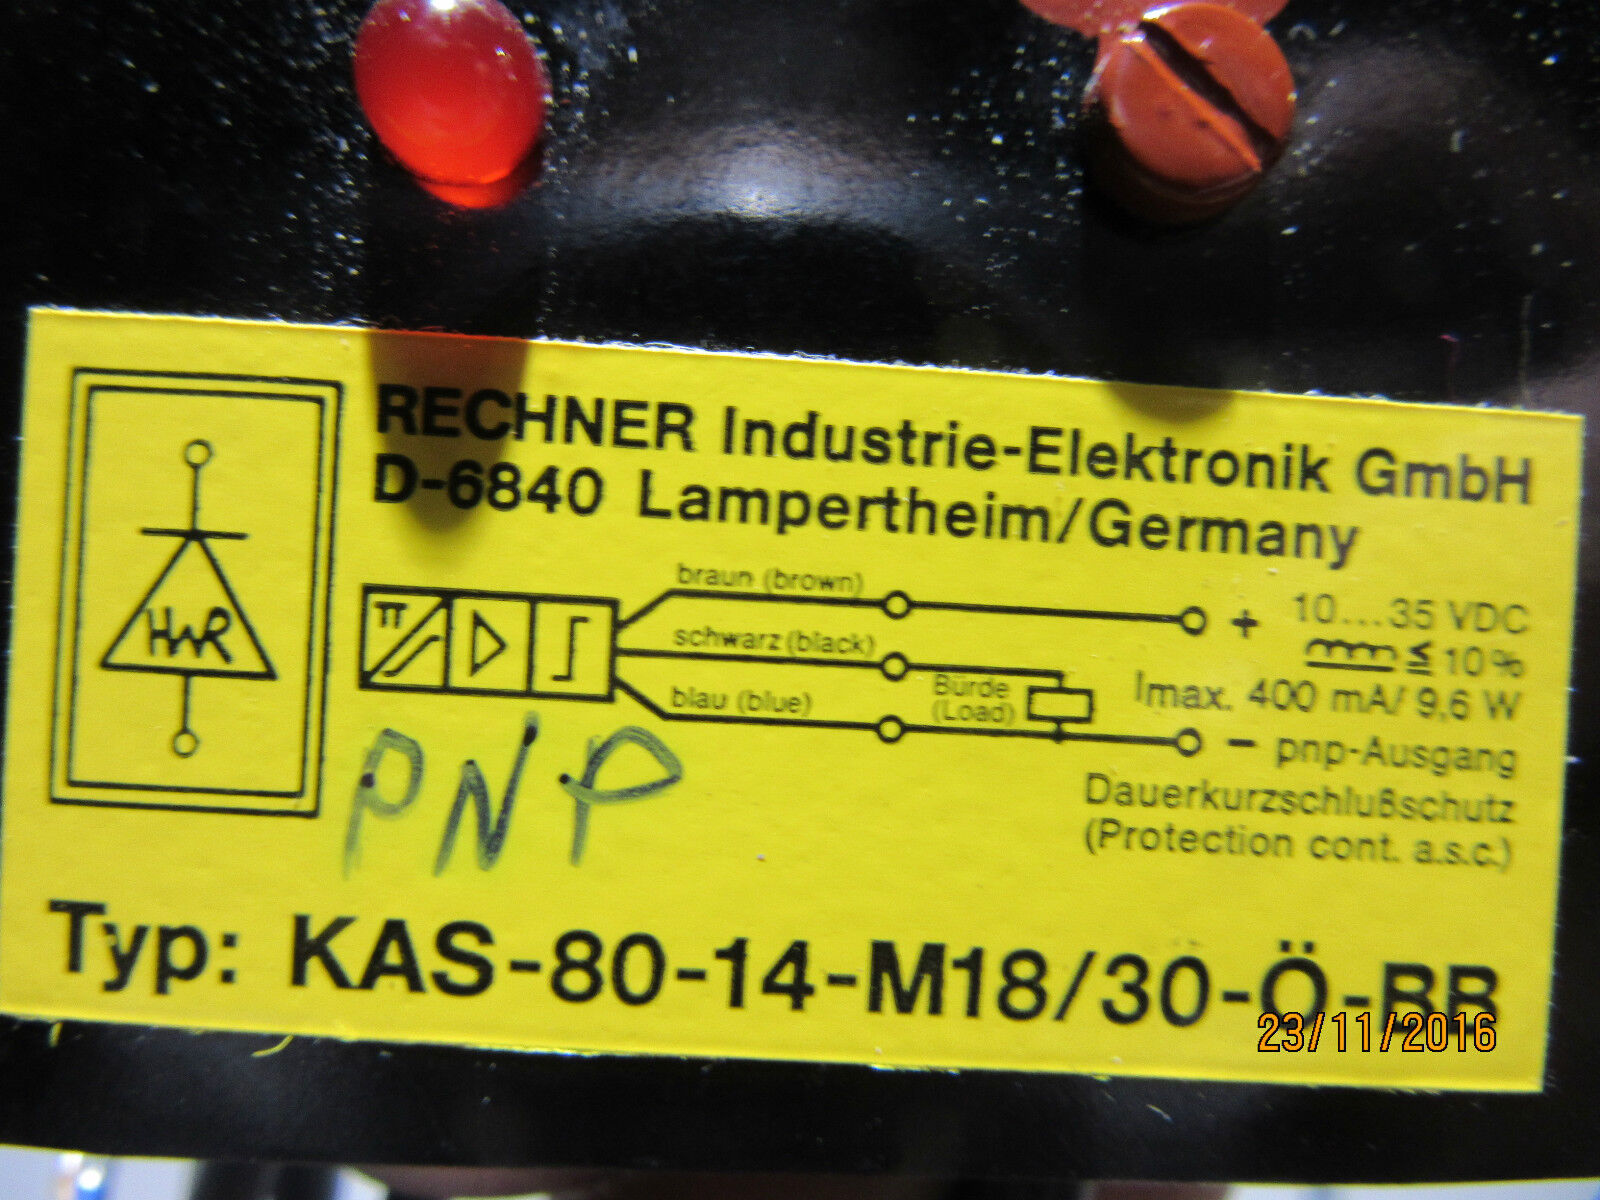 RECHNER Industrie-Elektronik GmbH
D-6840 Lampertheim/Germany
HWR
π
braun (brown)
+ 10...35 VDC
≦ 10%
schwarz (black)
Bürde
(Load)
Imax. 400 mA/ 9,6 W
blau (blue)
− pnp-Ausgang
Dauerkurzschlußschutz
(Protection cont. a.s.c.)
PNP
Typ: KAS-80-14-M18/30-Ö-BB
23/11/2016